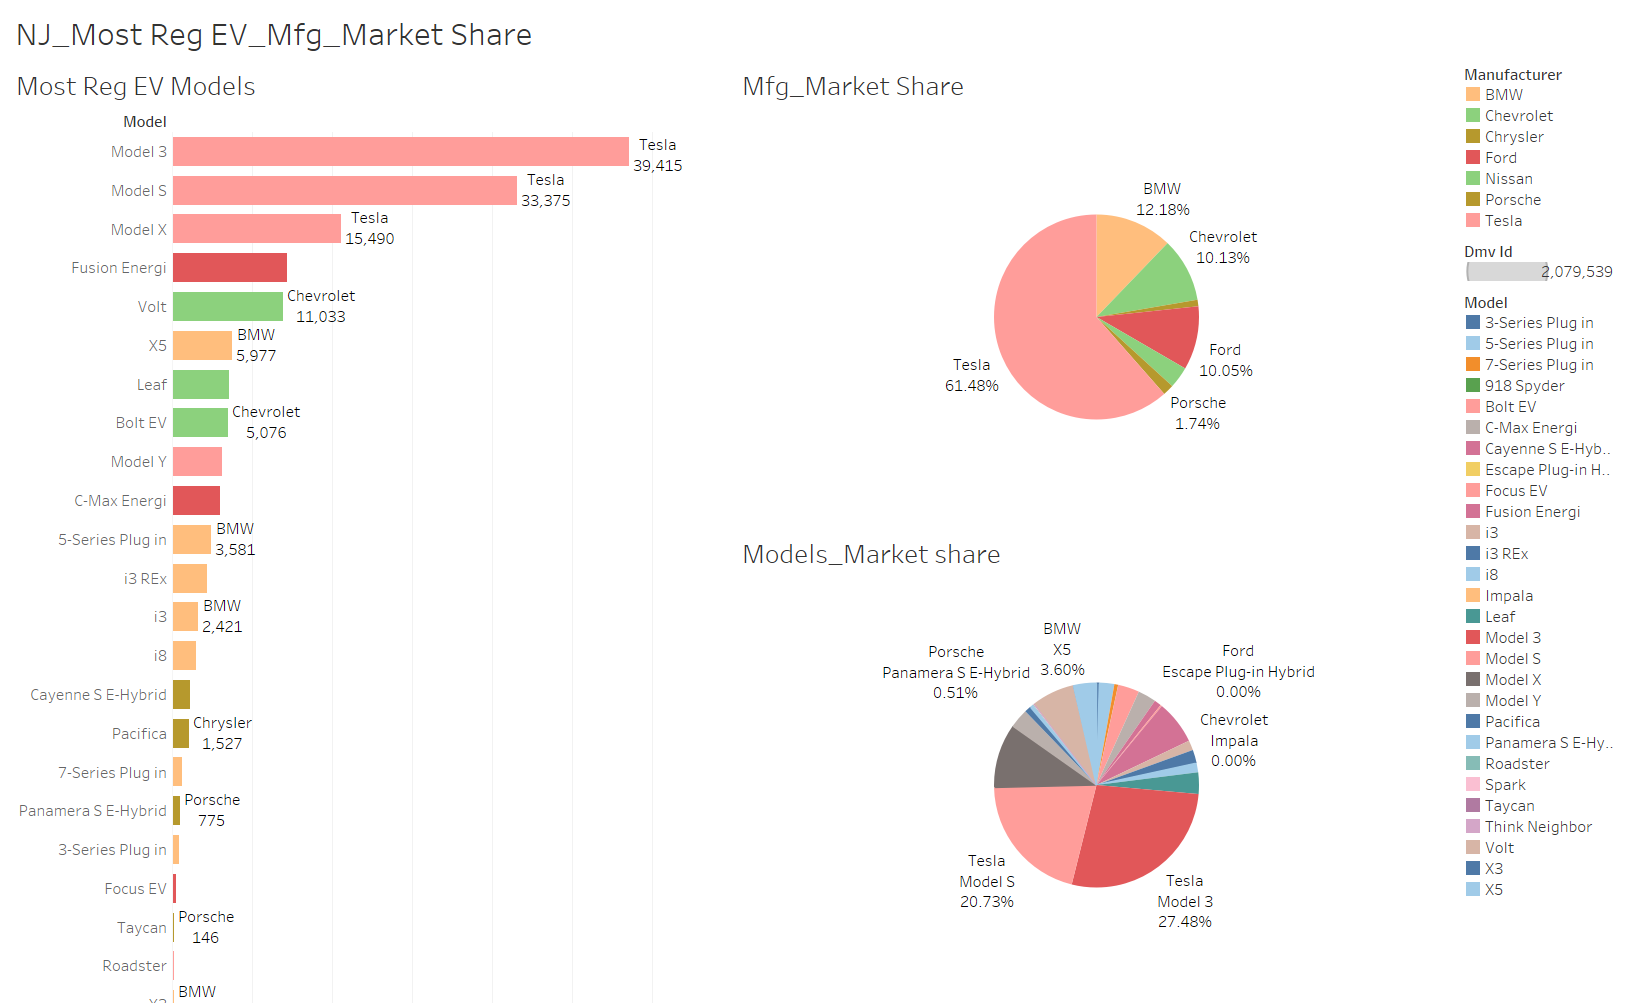 NJ_Most Reg EV_Mfg_Market Share
Most Reg EV Models
Model
Model 3
Tesla
39,415
Model S
Tesla
33,375
Model X
Tesla
15,490
Fusion Energi
Volt
Chevrolet
11,033
X5
BMW
5,977
Leaf
Bolt EV
Chevrolet
5,076
Model Y
C-Max Energi
5-Series Plug in
BMW
3,581
i3 REx
i3
BMW
2,421
i8
Cayenne S E-Hybrid
Pacifica
Chrysler
1,527
7-Series Plug in
Panamera S E-Hybrid
Porsche
775
3-Series Plug in
Focus EV
Taycan
Porsche
146
Roadster
X3
BMW
Mfg_Market Share
BMW
12.18%
Chevrolet
10.13%
Ford
10.05%
Porsche
1.74%
Tesla
61.48%
Models_Market share
BMW
X5
3.60%
Porsche
Panamera S E-Hybrid
0.51%
Ford
Escape Plug-in Hybrid
0.00%
Chevrolet
Impala
0.00%
Tesla
Model S
20.73%
Tesla
Model 3
27.48%
Manufacturer
BMW
Chevrolet
Chrysler
Ford
Nissan
Porsche
Tesla
Dmv Id
2,079,539
Model
3-Series Plug in
5-Series Plug in
7-Series Plug in
918 Spyder
Bolt EV
C-Max Energi
Cayenne S E-Hyb..
Escape Plug-in H..
Focus EV
Fusion Energi
i3
i3 REx
i8
Impala
Leaf
Model 3
Model S
Model X
Model Y
Pacifica
Panamera S E-Hy..
Roadster
Spark
Taycan
Think Neighbor
Volt
X3
X5